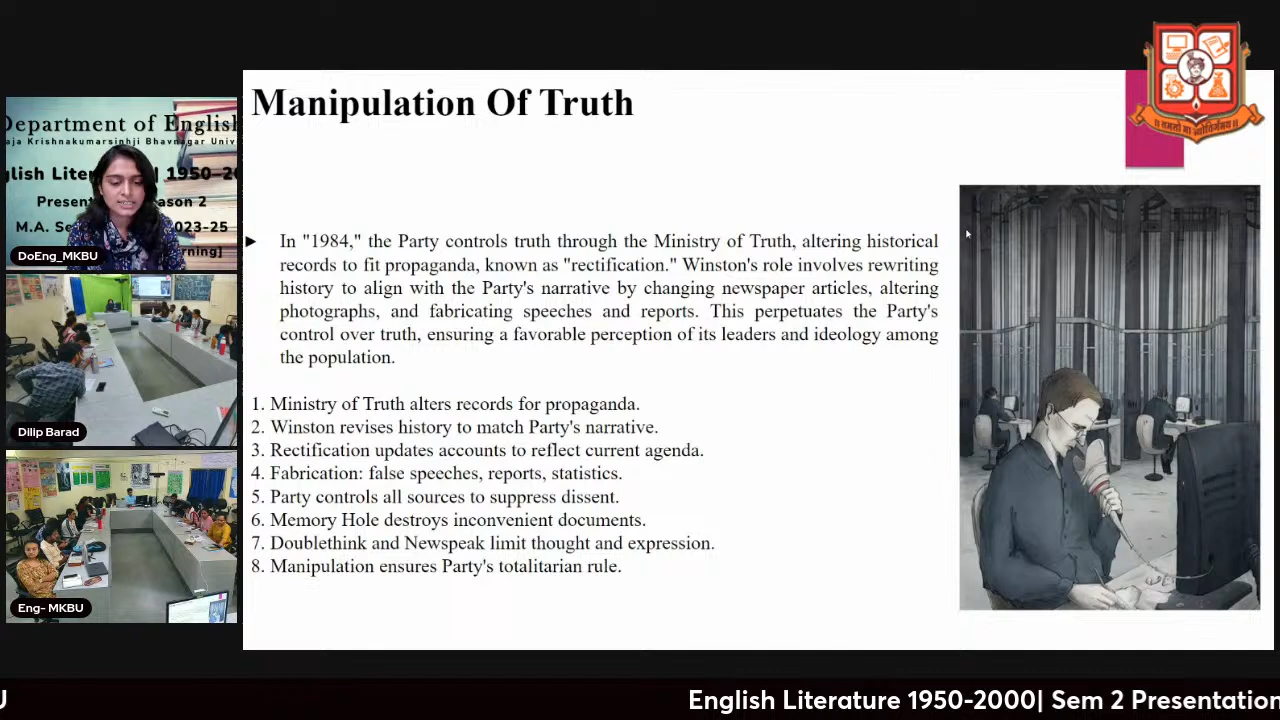 Manipulation Of Truth
In "1984," the Party controls truth through the Ministry of Truth, altering historical
records to fit propaganda, known as "rectification." Winston's role involves rewriting
history to align with the Party's narrative by changing newspaper articles, altering
photographs, and fabricating speeches and reports. This perpetuates the Party's
control over truth, ensuring a favorable perception of its leaders and ideology among
the population.
1. Ministry of Truth alters records for propaganda.
2. Winston revises history to match Party's narrative.
3. Rectification updates accounts to reflect current agenda.
4. Fabrication: false speeches, reports, statistics.
5. Party controls all sources to suppress dissent.
6. Memory Hole destroys inconvenient documents.
7. Doublethink and Newspeak limit thought and expression.
8. Manipulation ensures Party's totalitarian rule.
Department of English
Krishnakumarsinhji Bhavnagar
1950-
2
M.A. 023-25
DoEng_MKBU
Dilip Barad
Eng- MKBU
U
English Literature 1950-2000| Sem 2 Presentation